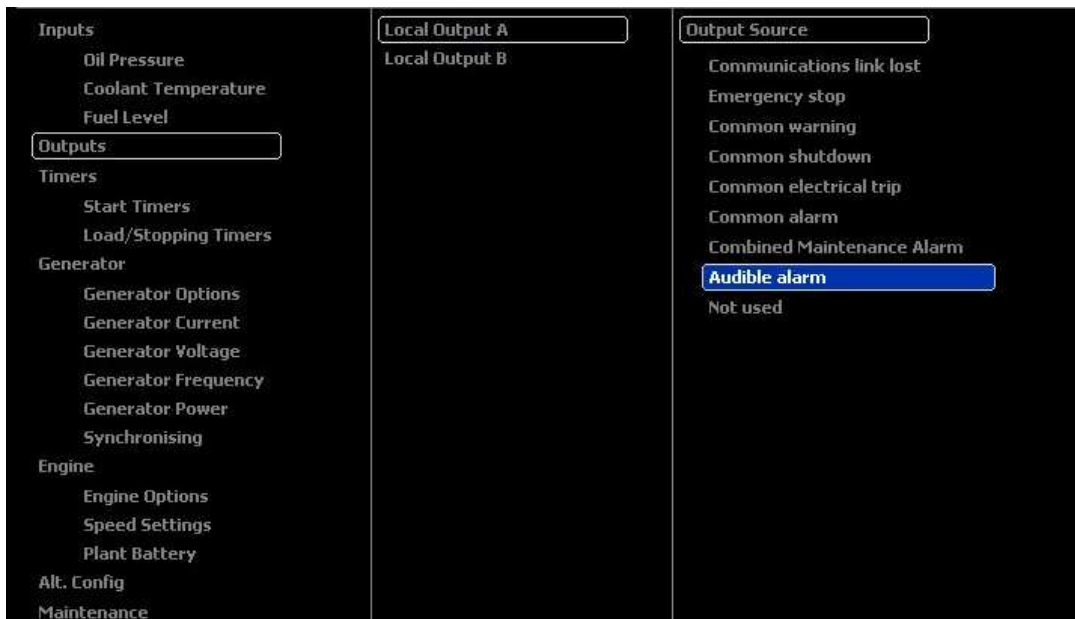 Inputs
Oil Pressure
Coolant Temperature
Fuel Level
Outputs
Timers
Start Timers
Load/Stopping Timers
Generator
Generator Options
Generator Current
Generator Voltage
Generator Frequency
Generator Power
Synchronising
Engine
Engine Options
Speed Settings
Plant Battery
Alt. Config
Maintenance
Local Output A
Local Output B
Output Source
Communications link lost
Emergency stop
Common warning
Common shutdown
Common electrical trip
Common alarm
Combined Maintenance Alarm
Audible alarm
Not used